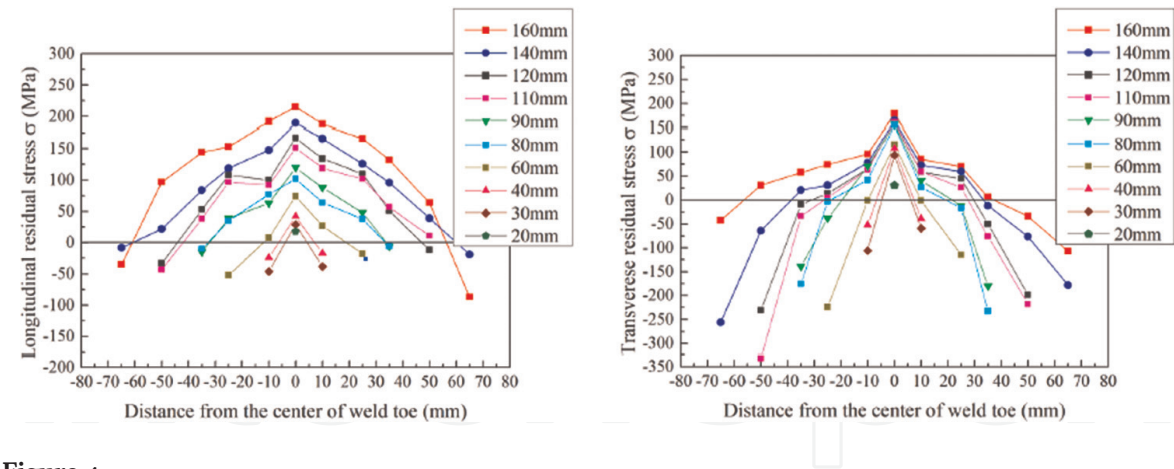 160mm
140mm
120mm
110mm
90mm
80mm
60mm
40mm
30mm
20mm
Longitudinal residual stress σ (MPa)
300
250
200
150
100
50
0
-50
-100
-150
-200
-80 -70 -60 -50 -40 -30 -20 -10 0 10 20 30 40 50 60 70 80
Distance from the center of weld toe (mm)
160mm
140mm
120mm
110mm
90mm
80mm
60mm
40mm
30mm
20mm
Transverese residual stress σ (MPa)
300
250
200
150
100
50
0
-50
-100
-150
-200
-250
-300
-350
-80 -70 -60 -50 -40 -30 -20 -10 0 10 20 30 40 50 60 70 80
Distance from the center of weld toe (mm)
Figure